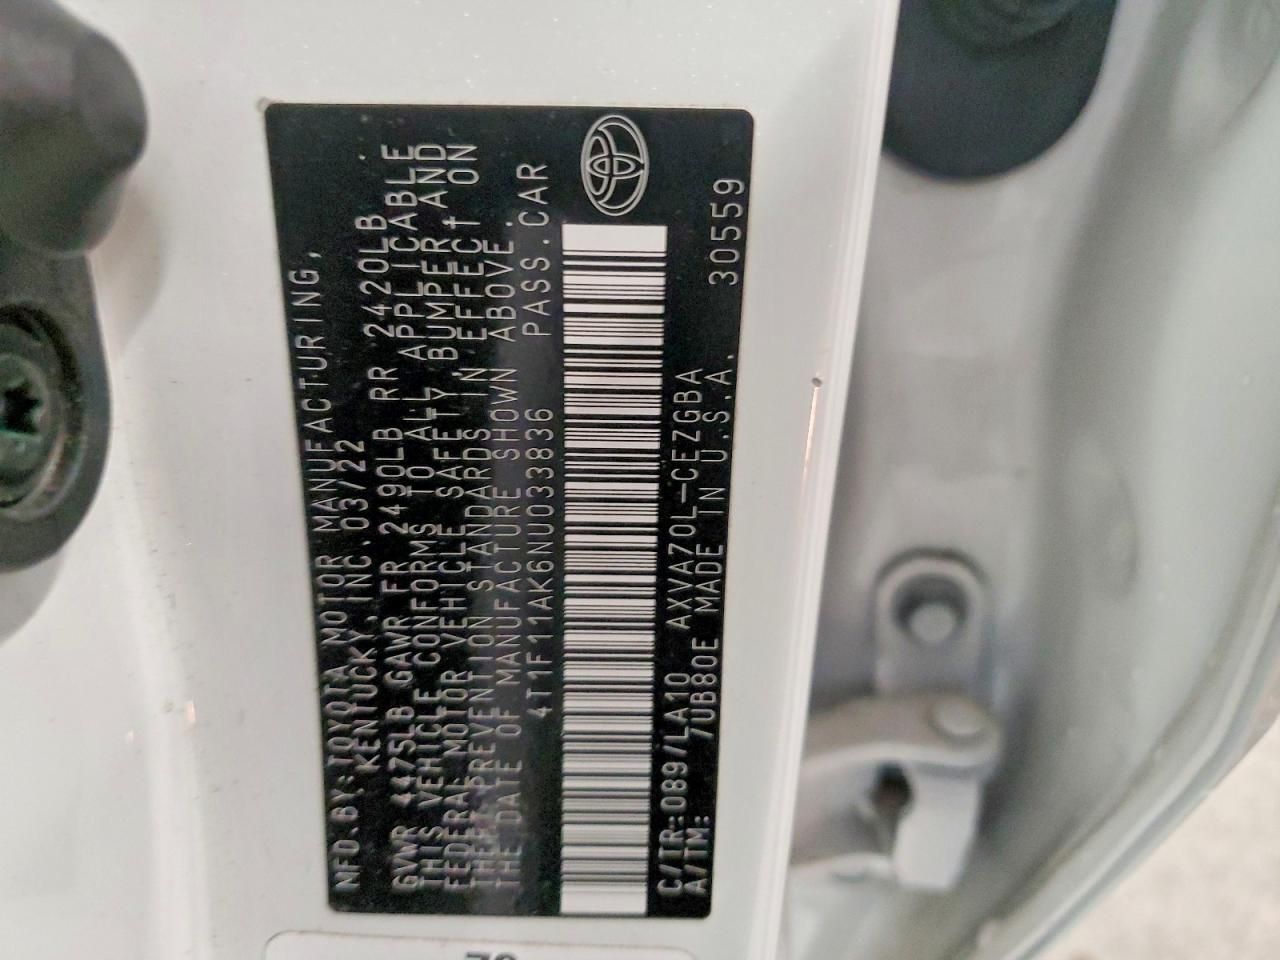 MFD.BY:TOYOTA MOTOR MANUFACTURING,
KENTUCKY,INC.03/22
GVWR 4475LB GAWR FR 2490LB RR 2420LB
THIS VEHICLE CONFORMS TO ALL APPLICABLE
FEDERAL MOTOR VEHICLE SAFETY, BUMPER AND
THEFT PREVENTION STANDARDS IN EFFECT ON
THE DATE OF MANUFACTURE SHOWN ABOVE.
4T1F11AK6NU033836 PASS.CAR
C/TR:089/LA10 AXVA70L-CEZGBA 30559
A/TM: /UB80E MADE IN U.S.A.